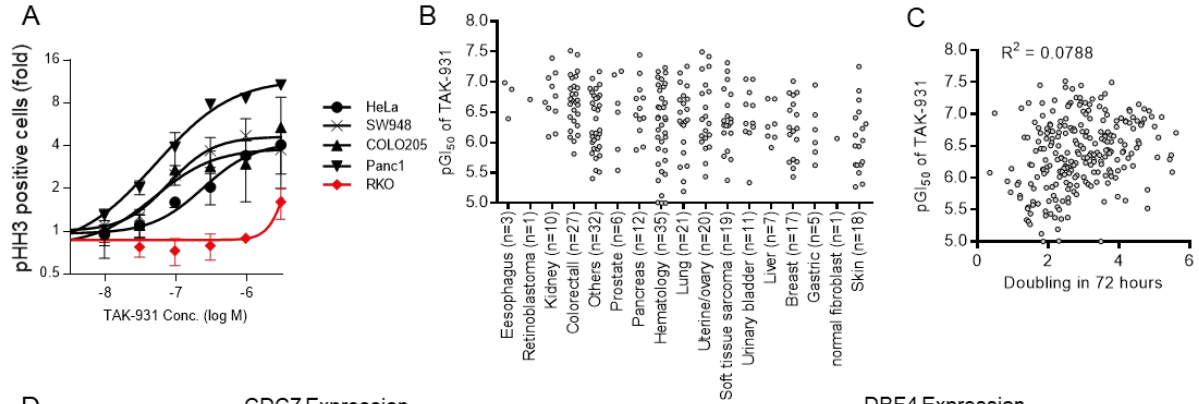 A
pHH3 positive cells (fold)
16
8
4
2
1
0.5
-8
-7
-6
TAK-931 Conc. (log M)
HeLa
SW948
COLO205
Panc1
RKO
B
pGI50 of TAK-931
8.0
7.0
6.5
6.0
5.5
5.0
Eesophagus (n=3)
Retinoblastoma (n=1)
Kidney (n=10)
Colorectall (n=27)
Others (n=32)
Prostate (n=6)
Pancreas (n=12)
Hematology (n=35)
Lung (n=21)
Uterine/ovary (n=20)
Soft tissue sarcoma (n=19)
Urinary bladder (n=11)
Liver (n=7)
Breast (n=17)
Gastric (n=5)
normal fibroblast (n=1)
Skin (n=18)
C
R2 = 0.0788
pGI50 of TAK-931
8.0
7.0
6.5
6.0
5.5
5.0
0
2
4
6
Doubling in 72 hours
D
CDC7 Expression
DBF4 Expression